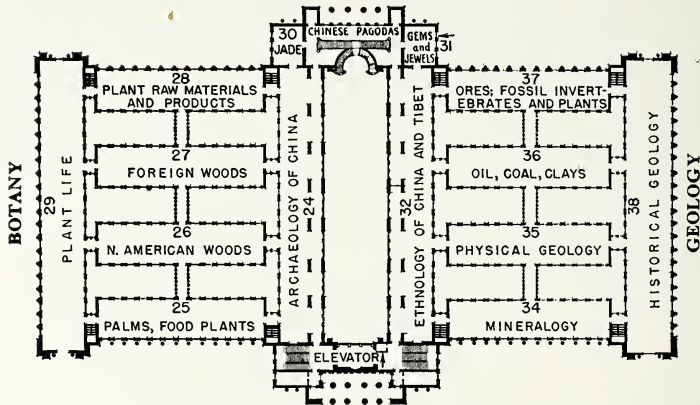 BOTANY
29
PLANT LIFE
28
PLANT RAW MATERIALS
AND PRODUCTS
27
FOREIGN WOODS
26
N. AMERICAN WOODS
25
PALMS, FOOD PLANTS
30
JADE
CHINESE PAGODAS
GEMS
and
JEWELS
31
24
ARCHAEOLOGY OF CHINA
32
ETHNOLOGY OF CHINA AND TIBET
ELEVATOR
37
ORES; FOSSIL INVERT-
EBRATES AND PLANTS
36
OIL, COAL, CLAYS
35
PHYSICAL GEOLOGY
34
MINERALOGY
38
HISTORICAL GEOLOGY
GEOLOGY